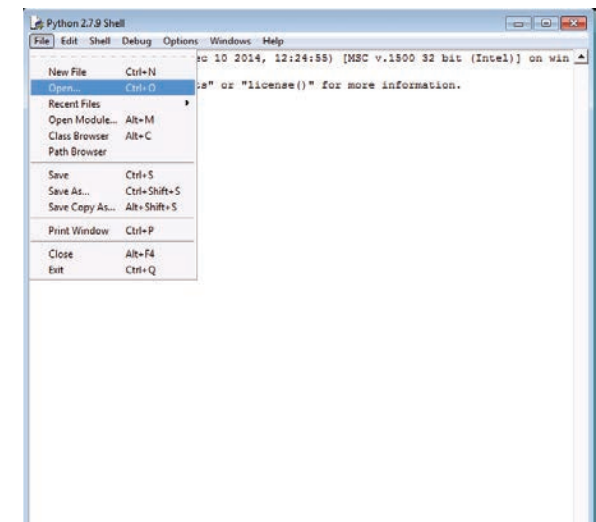 Python 2.7.9 Shell
File Edit Shell Debug Options Windows Help
ec 10 2014, 12:24:55) [MSC v.1500 32 bit (Intel)] on win
New File Ctrl+N
Open... Ctrl+O
s" or "license()" for more information.
Recent Files
Open Module... Alt+M
Class Browser Alt+C
Path Browser
Save Ctrl+S
Save As... Ctrl+Shift+S
Save Copy As... Alt+Shift+S
Print Window Ctrl+P
Close Alt+F4
Exit Ctrl+Q